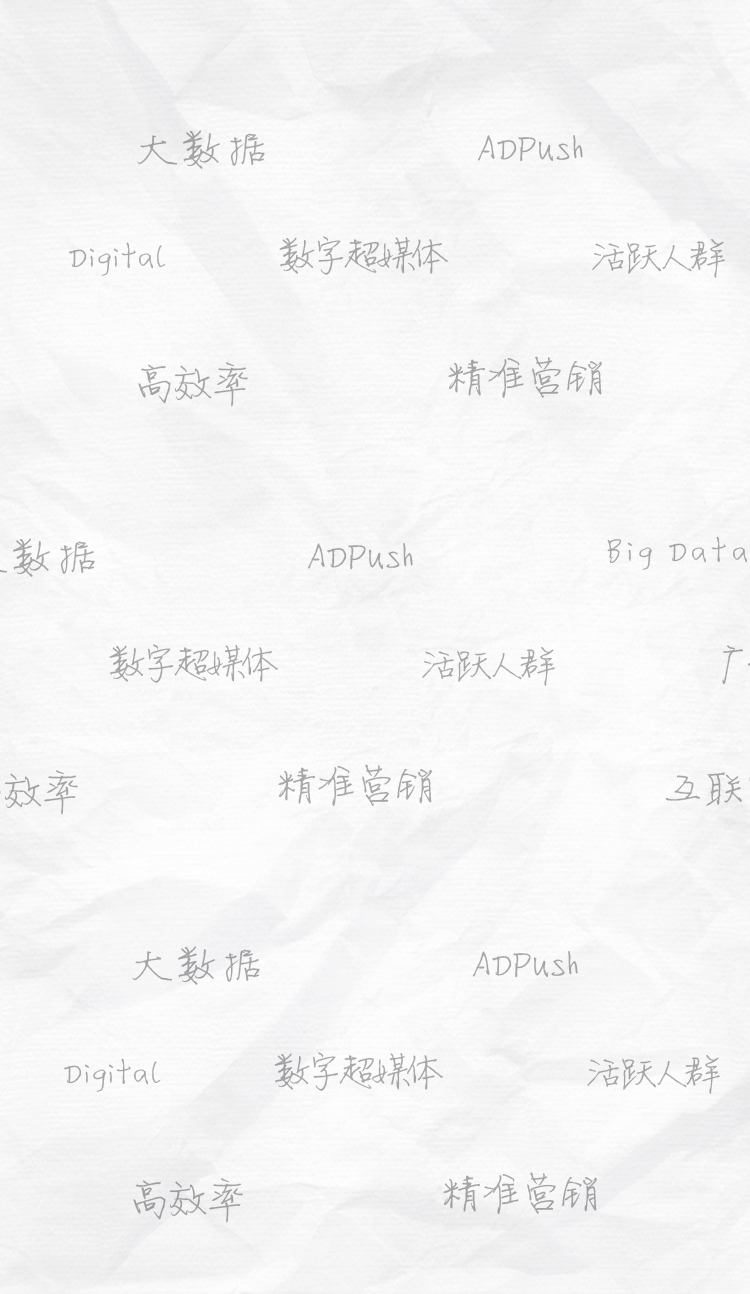 大数据 ADPush
Digital 数字超媒体 活跃人群
高效率 精准营销
数据 ADPush Big Data
数字超媒体 活跃人群 广
效率 精准营销 互联
大数据 ADPush
Digital 数字超媒体 活跃人群
高效率 精准营销